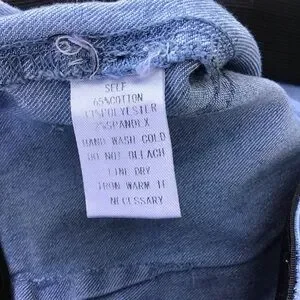 SELF
65%COTTON
33%POLYESTER
2%SPANDEX
HAND WASH COLD
DO NOT BLEACH
LINE DRY
IRON WARM IF
NECESSARY